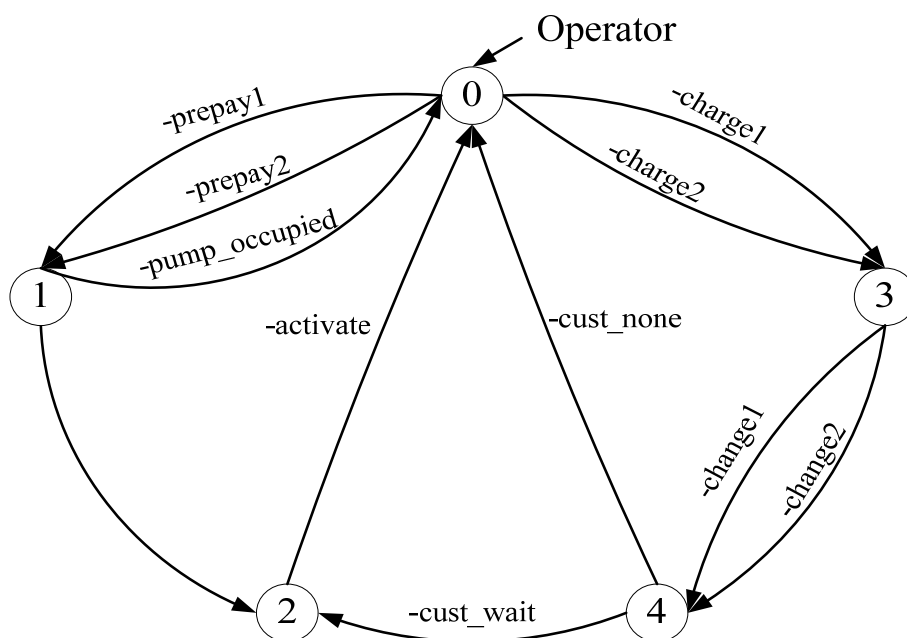 Operator
0
-prepay1
-charge1
-prepay2
-charge2
-pump_occupied
1
3
-activate
-cust_none
-change1
-change2
2
-cust_wait
4